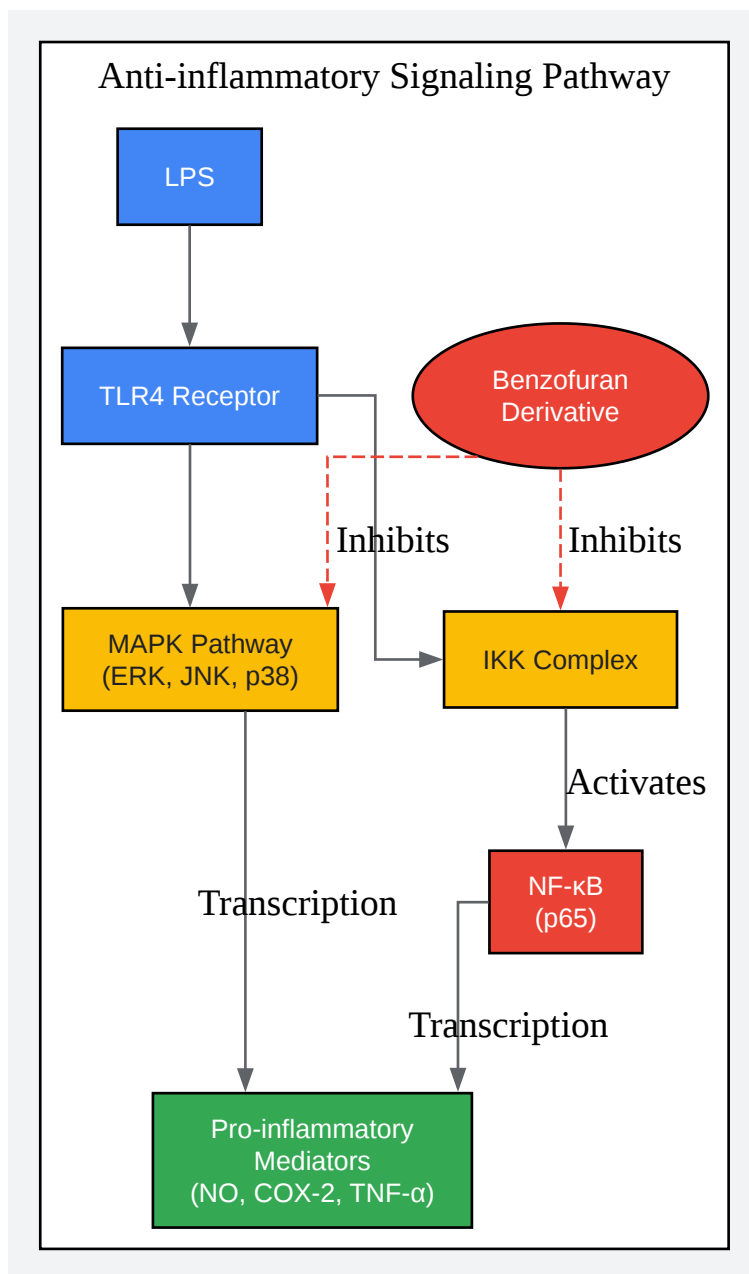 Anti-inflammatory Signaling Pathway
LPS
TLR4 Receptor
Benzofuran
Derivative
Inhibits
Inhibits
MAPK Pathway
(ERK, JNK, p38)
IKK Complex
Activates
NF-κB
(p65)
Transcription
Transcription
Pro-inflammatory
Mediators
(NO, COX-2, TNF-α)